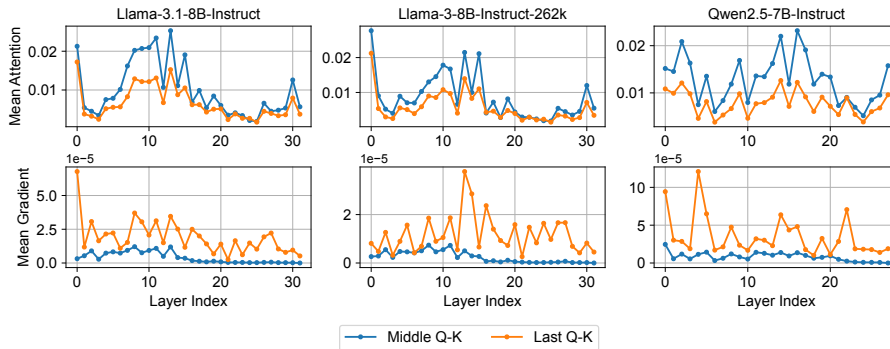 Llama-3.1-8B-Instruct
Llama-3-8B-Instruct-262k
Qwen2.5-7B-Instruct
Mean Attention
0.02
0.01
0.02
0.01
0.02
0.01
Mean Gradient
1e-5
5.0
2.5
0.0
0 10 20 30
Layer Index
1e-5
2
0
0 10 20 30
Layer Index
1e-5
10
5
0
0 10 20
Layer Index
Middle Q-K
Last Q-K